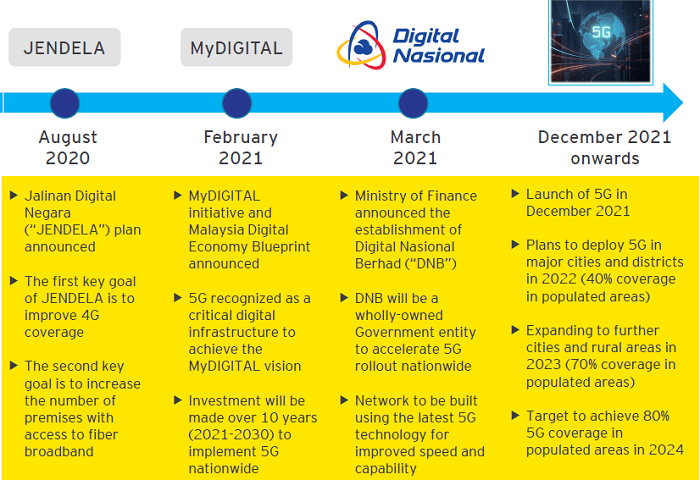 JENDELA
MyDIGITAL
Digital
Nasional
5G
August
2020
February
2021
March
2021
December 2021
onwards
Jalinan Digital
Negara
(“JENDELA”) plan
announced
The first key goal
of JENDELA is to
improve 4G
coverage
The second key
goal is to increase
the number of
premises with
access to fiber
broadband
MyDIGITAL
initiative and
Malaysia Digital
Economy Blueprint
announced
5G recognized as a
critical digital
infrastructure to
achieve the
MyDIGITAL vision
Investment will be
made over 10 years
(2021-2030) to
implement 5G
nationwide
Ministry of Finance
announced the
establishment of
Digital Nasional
Berhad (“DNB”)
DNB will be a
wholly-owned
Government entity
to accelerate 5G
rollout nationwide
Network to be built
using the latest 5G
technology for
improved speed and
capability
Launch of 5G in
December 2021
Plans to deploy 5G in
major cities and districts
in 2022 (40% coverage
in populated areas)
Expanding to further
cities and rural areas in
2023 (70% coverage in
populated areas)
Target to achieve 80%
5G coverage in
populated areas in 2024